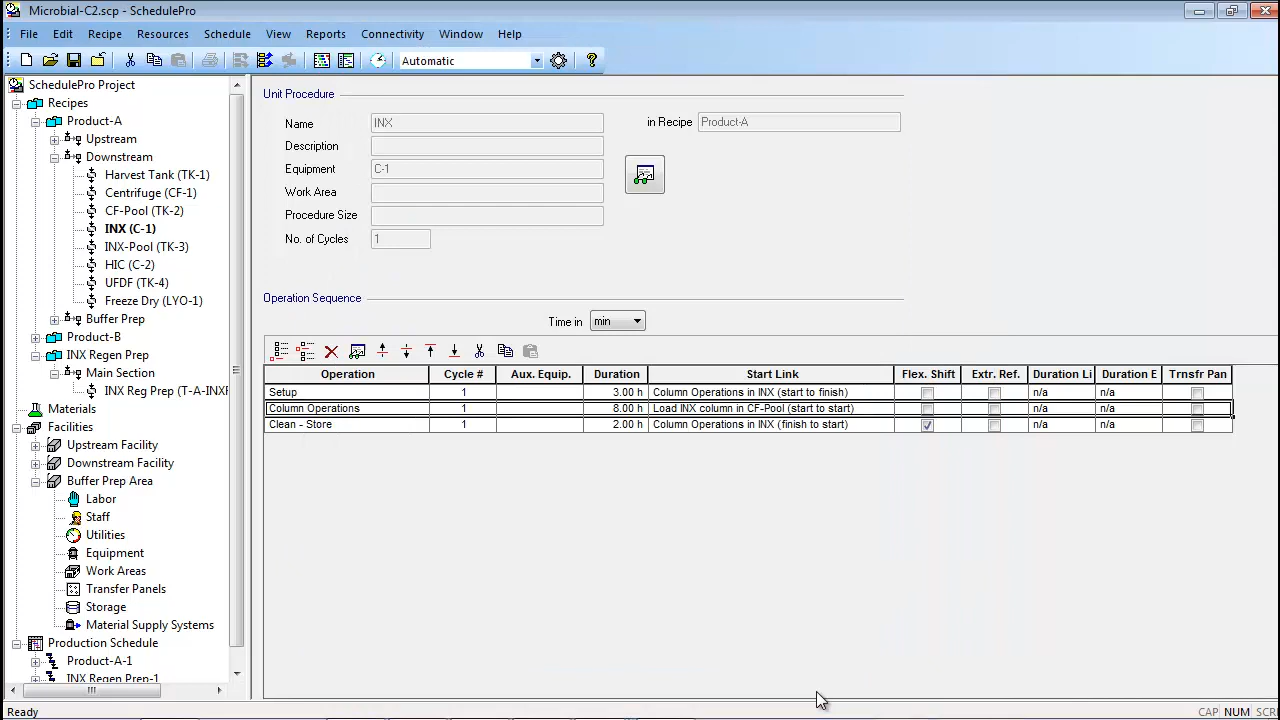 Microbial-C2.scp - SchedulePro
File Edit Recipe Resources Schedule View Reports Connectivity Window Help
Automatic
SchedulePro Project
Recipes
Product-A
Upstream
Downstream
Harvest Tank (TK-1)
Centrifuge (CF-1)
CF-Pool (TK-2)
INX (C-1)
INX-Pool (TK-3)
HIC (C-2)
UFDF (TK-4)
Freeze Dry (LYO-1)
Buffer Prep
Product-B
INX Regen Prep
Main Section
INX Reg Prep (T-A-INXF
Materials
Facilities
Upstream Facility
Downstream Facility
Buffer Prep Area
Labor
Staff
Utilities
Equipment
Work Areas
Transfer Panels
Storage
Material Supply Systems
Production Schedule
Product-A-1
INX Regen Prep-1
Unit Procedure
Name INX in Recipe Product-A
Description
Equipment C-1
Work Area
Procedure Size
No. of Cycles 1
Operation Sequence
Time in min
Operation Cycle # Aux. Equip. Duration Start Link Flex. Shift Extr. Ref. Duration Li Duration E Trnsfr Pan
Setup 1 3.00 h Column Operations in INX (start to finish) n/a n/a
Column Operations 1 8.00 h Load INX column in CF-Pool (start to start) n/a n/a
Clean - Store 1 2.00 h Column Operations in INX (finish to start) n/a n/a
Ready CAP NUM SCRI